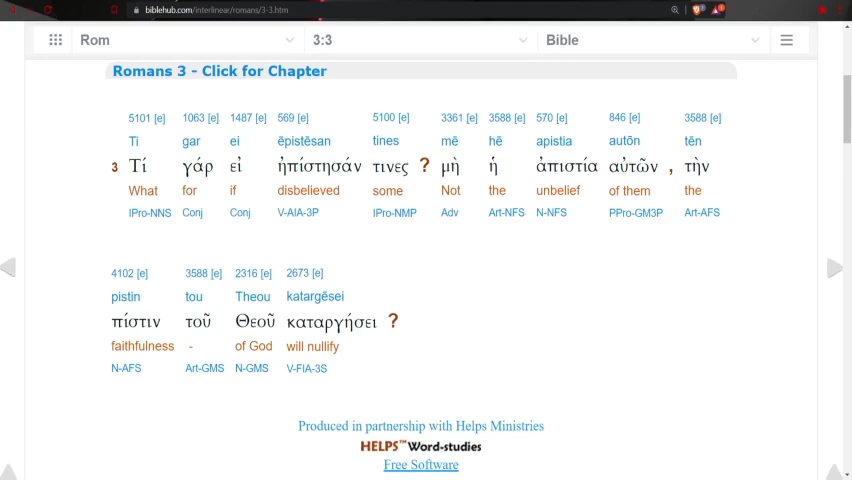 biblehub.com/interlinear/romans/3-3.htm
Rom 3:3 Bible
Romans 3 - Click for Chapter
5101 [e] 1063 [e] 1487 [e] 569 [e] 5100 [e] 3361 [e] 3588 [e] 570 [e] 846 [e] 3588 [e]
Ti gar ei ēpistēsan tines mē hē apistia autōn tēn
3 Τί γάρ εἰ ἠπίστησάν τινες ? μὴ ἡ ἀπιστία αὐτῶν , τὴν
What for if disbelieved some Not the unbelief of them the
IPro-NNS Conj Conj V-AIA-3P IPro-NMP Adv Art-NFS N-NFS PPro-GM3P Art-AFS
4102 [e] 3588 [e] 2316 [e] 2673 [e]
pistin tou Theou katargēsei
πίστιν τοῦ Θεοῦ καταργήσει ?
faithfulness - of God will nullify
N-AFS Art-GMS N-GMS V-FIA-3S
Produced in partnership with Helps Ministries
HELPS™ Word-studies
Free Software